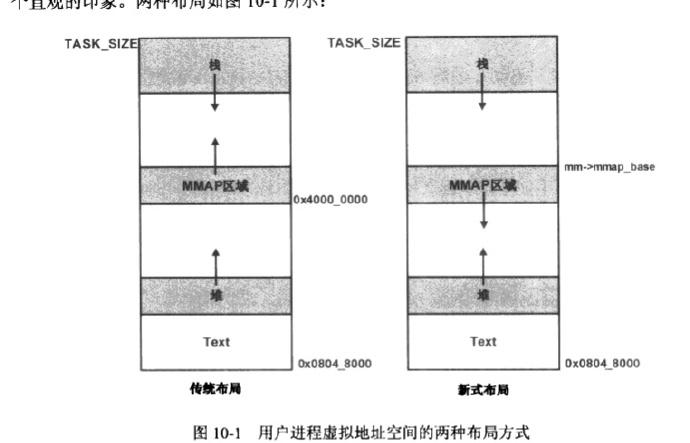 个直观的印象。两种布局如图 10-1 所示：
TASK_SIZE
栈
MMAP区域
0x4000_0000
堆
Text
0x0804_8000
传统布局
TASK_SIZE
栈
mm->mmap_base
MMAP区域
堆
Text
0x0804_8000
新式布局
图 10-1 用户进程虚拟地址空间的两种布局方式